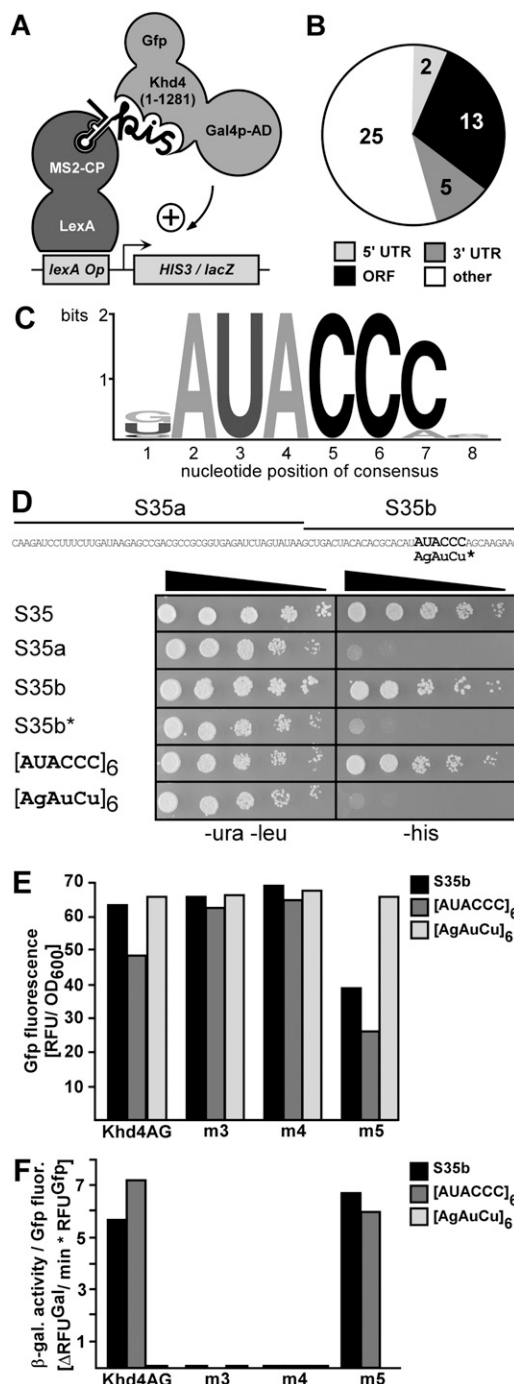 A
Gfp
Khd4
(1-1281)
Gal4p-AD
MS2-CP
LexA
lexA Op
HIS3 / lacZ
B
2
13
5
25
5' UTR
3' UTR
ORF
other
C
bits
2
1
G
U
A U A C C C
1 2 3 4 5 6 7 8
nucleotide position of consensus
D
S35a S35b
AUACCC
AgAuCu*
S35
S35a
S35b
S35b*
[AUACCC]6
[AgAuCu]6
-ura -leu -his
E
Gfp fluorescence
[RFU/ OD600]
70
60
50
40
30
20
10
Khd4AG m3 m4 m5
S35b
[AUACCC]6
[AgAuCu]6
F
β-gal. activity / Gfp fluor.
[ΔRFUGal/ min * RFUGfp]
7
5
3
1
Khd4AG m3 m4 m5
S35b
[AUACCC]6
[AgAuCu]6